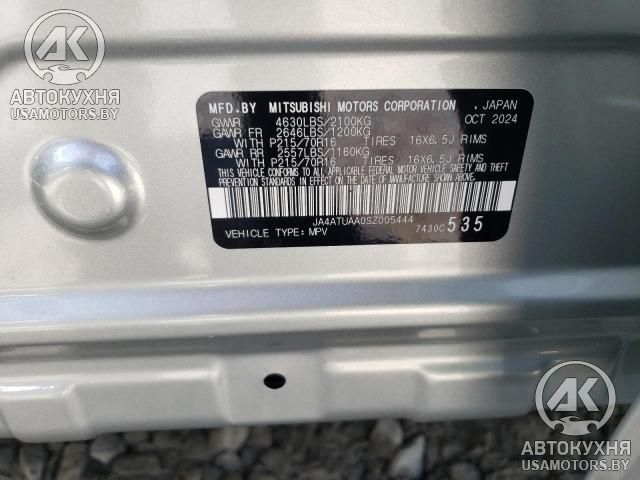 АК
АВТОКУХНЯ
USAMOTORS.BY
MFD.BY MITSUBISHI MOTORS CORPORATION , JAPAN
GVWR 4630LBS/2100KG OCT 2024
GAWR FR 2646LBS/1200KG
WITH P215/70R16 TIRES 16X6.5J RIMS
GAWR RR 2557LBS/1160KG
WITH P215/70R16 TIRES 16X6.5J RIMS
THIS VEHICLE CONFORMS TO ALL APPLICABLE FEDERAL MOTOR VEHICLE SAFETY, BUMPER, AND THEFT
PREVENTION STANDARDS IN EFFECT ON THE DATE OF MANUFACTURE SHOWN ABOVE.
JA4ATUAA0SZ005444
VEHICLE TYPE: MPV 7430C 535
АК
АВТОКУХНЯ
USAMOTORS.BY